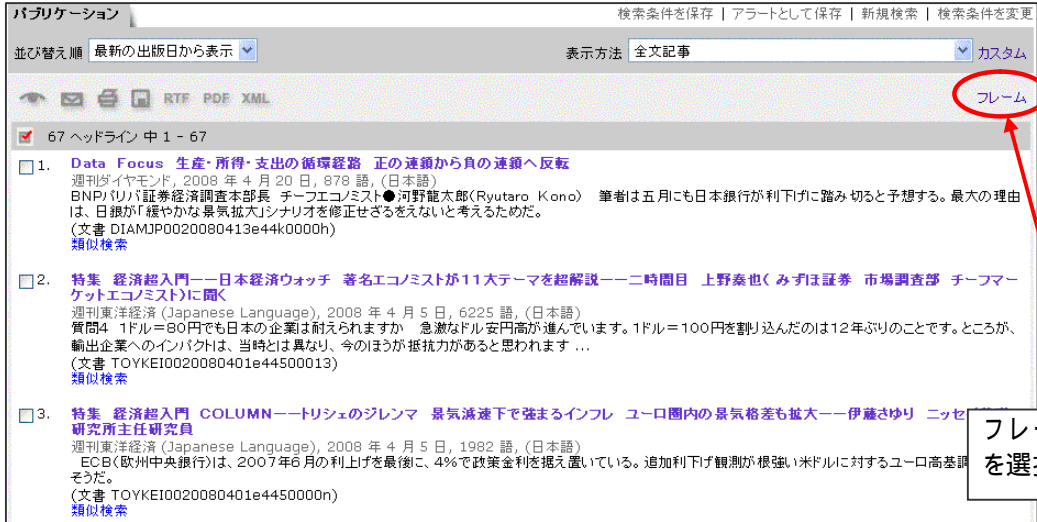 パブリケーション
検索条件を保存 | アラートとして保存 | 新規検索 | 検索条件を変更
並び替え順 最新の出版日から表示 表示方法 全文記事 カスタム
RTF PDF XML フレーム
67 ヘッドライン 中 1 - 67
1. Data Focus 生産・所得・支出の循環経路 正の連鎖から負の連鎖へ反転
週刊ダイヤモンド, 2008 年 4 月 20 日, 878 語, (日本語)
BNPパリバ証券経済調査本部長 チーフエコノミスト●河野龍太郎(Ryutaro Kono) 筆者は五月にも日本銀行が利下げに踏み切ると予想する。最大の理由
は、日銀が「緩やかな景気拡大」シナリオを修正せざるをえないと考えるためだ。
(文書 DIAMJP0020080413e44k0000h)
類似検索
2. 特集 経済超入門ーー日本経済ウォッチ 著名エコノミストが11大テーマを超解説ーー二時間目 上野泰也(みずほ証券 市場調査部 チーフマー
ケットエコノミスト)に聞く
週刊東洋経済 (Japanese Language), 2008 年 4 月 5 日, 6225 語, (日本語)
質問4 1ドル=80円でも日本の企業は耐えられますか 急激なドル安円高が進んでいます。1ドル=100円を割り込んだのは12年ぶりのことです。ところが、
輸出企業へのインパクトは、当時とは異なり、今のほうが抵抗力があると思われます ...
(文書 TOYKEI0020080401e44500013)
類似検索
3. 特集 経済超入門 COLUMNーートリシェのジレンマ 景気減速下で強まるインフレ ユーロ圏内の景気格差も拡大ーー伊藤さゆり ニッセイ
研究所主任研究員
週刊東洋経済 (Japanese Language), 2008 年 4 月 5 日, 1982 語, (日本語)
ECB(欧州中央銀行)は、2007年6月の利上げを最後に、4%で政策金利を据え置いている。追加利下げ観測が根強い米ドルに対するユーロ高基調
そうだ。
(文書 TOYKEI0020080401e4450000n)
類似検索
フレー
を選